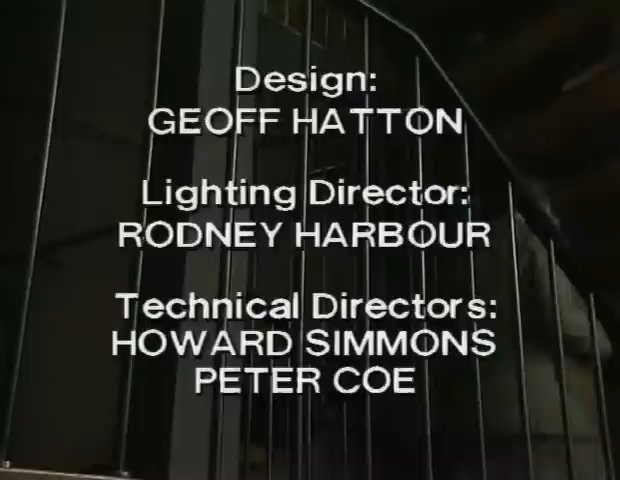 Design:
GEOFF HATTON
Lighting Director:
RODNEY HARBOUR
Technical Directors:
HOWARD SIMMONS
PETER COE